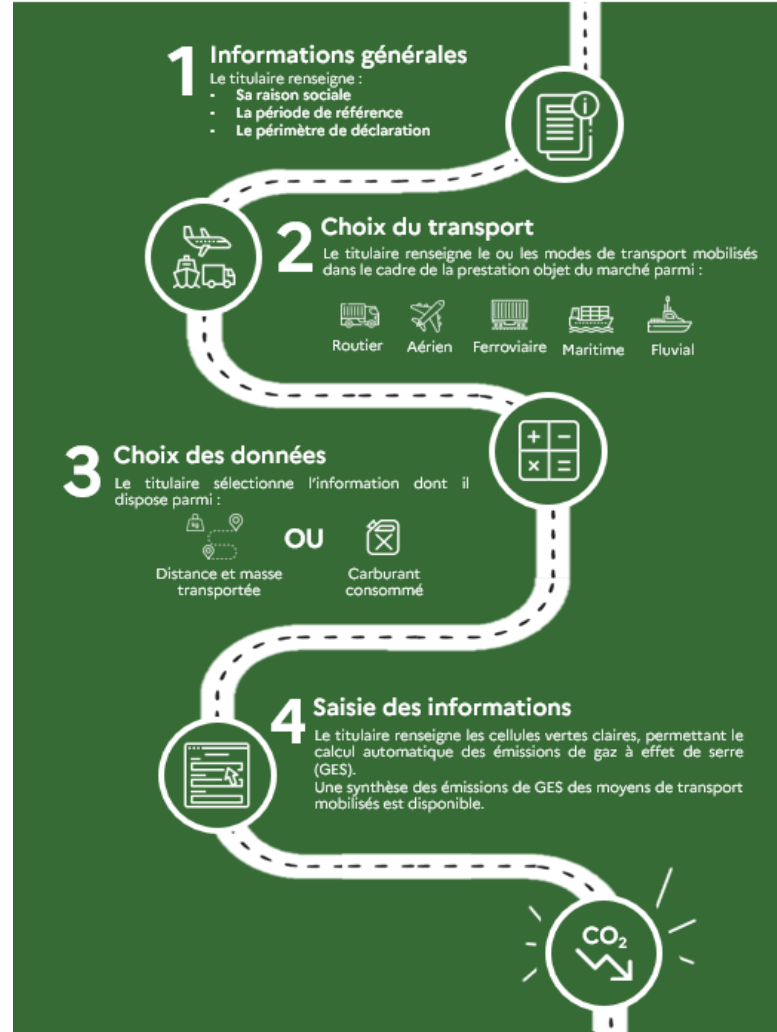 1 Informations générales
Le titulaire renseigne :
- Sa raison sociale
- La période de référence
- Le périmètre de déclaration
2 Choix du transport
Le titulaire renseigne le ou les modes de transport mobilisés
dans le cadre de la prestation objet du marché parmi :
Routier Aérien Ferroviaire Maritime Fluvial
3 Choix des données
Le titulaire sélectionne l'information dont il
dispose parmi :
kg
OU
Distance et masse
transportée
Carburant
consommé
4 Saisie des informations
Le titulaire renseigne les cellules vertes claires, permettant le
calcul automatique des émissions de gaz à effet de serre
(GES).
Une synthèse des émissions de GES des moyens de transport
mobilisés est disponible.
CO₂